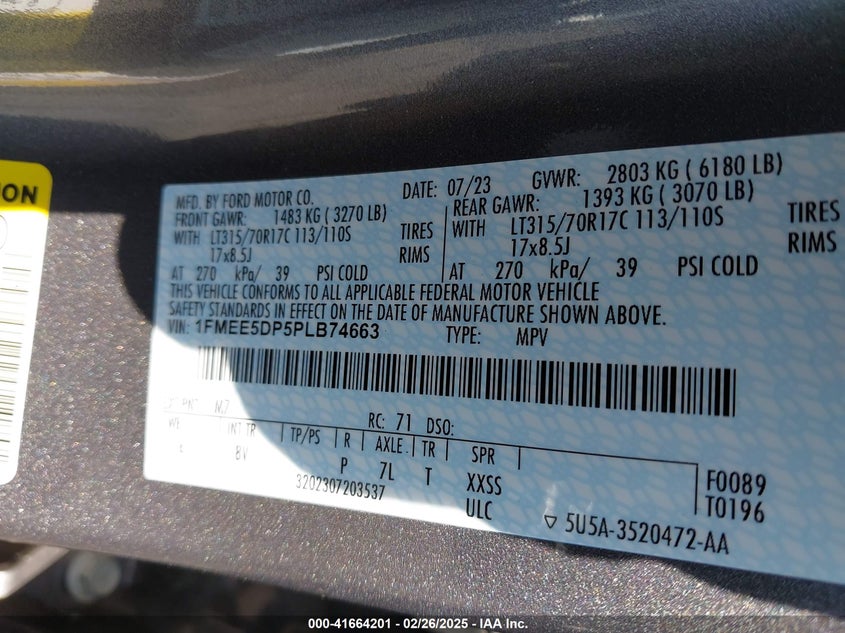 ION
MFD. BY FORD MOTOR CO.
DATE: 07/23 GVWR: 2803 KG ( 6180 LB)
FRONT GAWR: 1483 KG ( 3270 LB)
REAR GAWR: 1393 KG ( 3070 LB)
WITH LT315/70R17C 113/110S TIRES
WITH LT315/70R17C 113/110S TIRES
17x8.5J RIMS
17x8.5J RIMS
AT 270 kPa/ 39 PSI COLD
AT 270 kPa/ 39 PSI COLD
THIS VEHICLE CONFORMS TO ALL APPLICABLE FEDERAL MOTOR VEHICLE
SAFETY STANDARDS IN EFFECT ON THE DATE OF MANUFACTURE SHOWN ABOVE.
VIN: 1FMEE5DP5PLB74663 TYPE: MPV
M7
RC: 71 DSO:
INT TR TP/PS R AXLE TR SPR
8V P 7L T XXSS
3202307203537 ULC
F0089
T0196
5U5A-3520472-AA
000-41664201 - 02/26/2025 - IAA Inc.